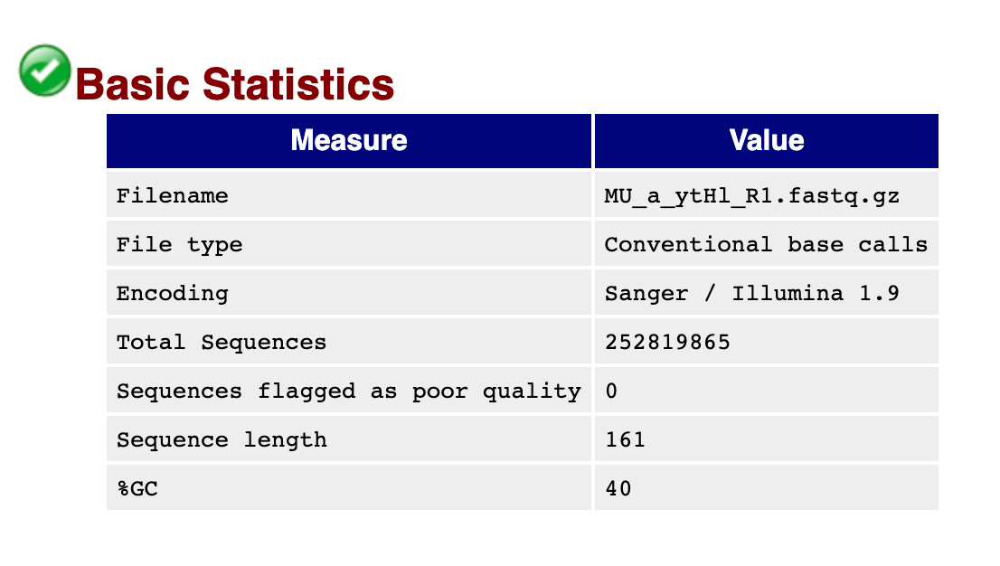 Basic Statistics
Measure Value
Filename MU_a_ytHl_R1.fastq.gz
File type Conventional base calls
Encoding Sanger / Illumina 1.9
Total Sequences 252819865
Sequences flagged as poor quality 0
Sequence length 161
%GC 40